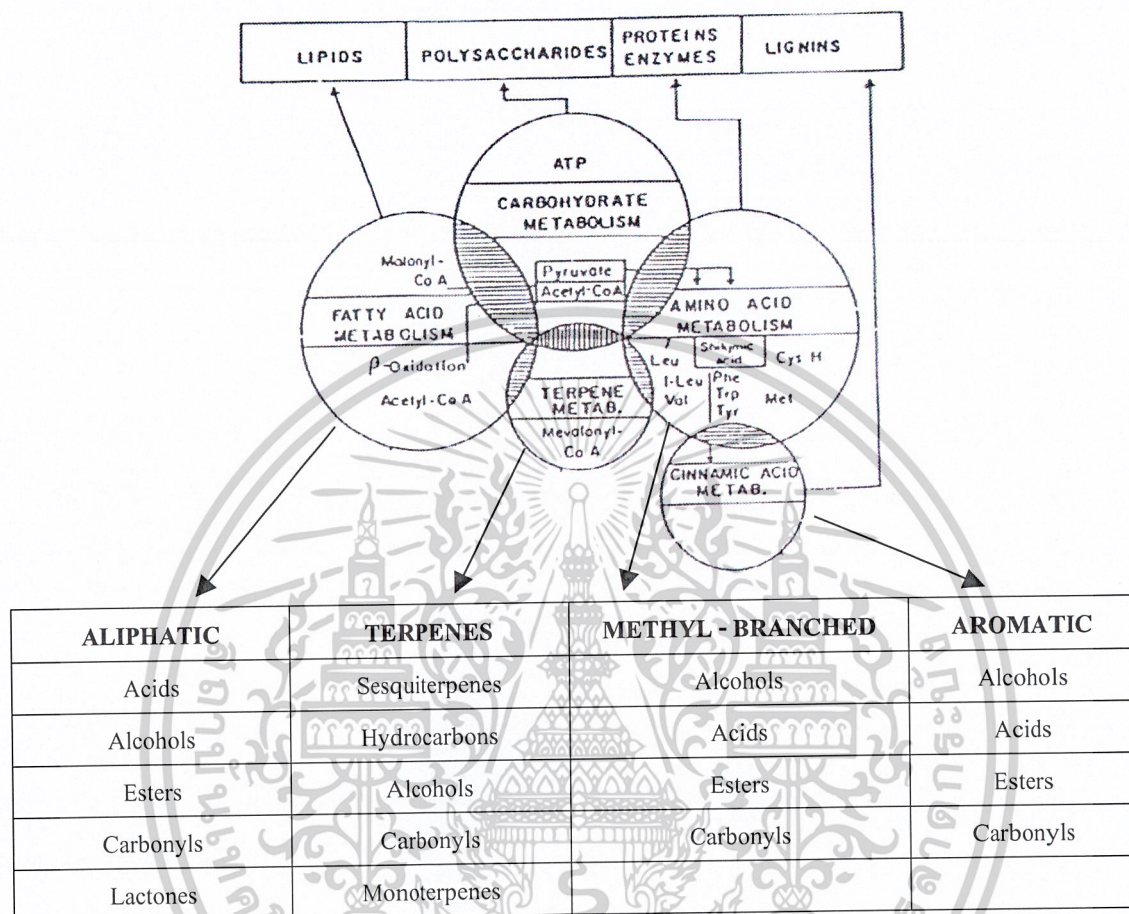 LIPIDS
POLYSACCHARIDES
PROTEINS
ENZYMES
LIGNINS
ATP
CARBOHYDRATE
METABOLISM
Pyruvate
Acetyl-CoA
Malonyl-
Co A
FATTY ACID
METABOLISM
β-Oxidation
Acetyl-Co A
AMINO ACID
METABOLISM
Leu
I-Leu
Val
Shikimic
acid
Phe
Trp
Tyr
Cys H
Met
TERPENE
METAB.
Mevalonyl-
Co A
CINNAMIC ACID
METAB.
ALIPHATIC TERPENES METHYL - BRANCHED AROMATIC
Acids Sesquiterpenes Alcohols Alcohols
Alcohols Hydrocarbons Acids Acids
Esters Alcohols Esters Esters
Carbonyls Carbonyls Carbonyls Carbonyls
Lactones Monoterpenes